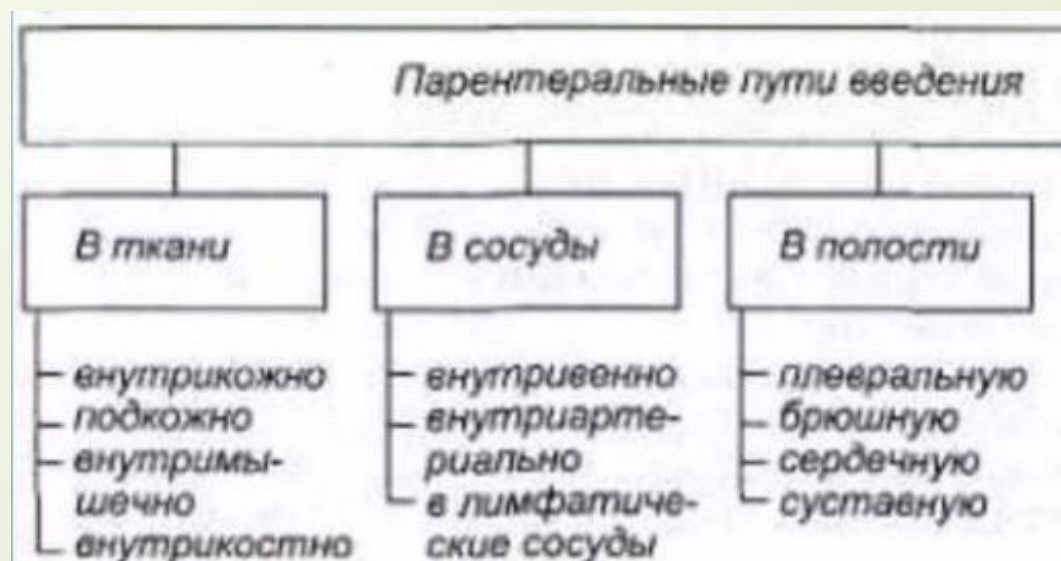 Парентеральные пути введения
В ткани
внутрикожно
подкожно
внутримы-
шечно
внутрикостно
В сосуды
внутривенно
внутриарте-
риально
в лимфатиче-
ские сосуды
В полости
плевральную
брюшную
сердечную
суставную